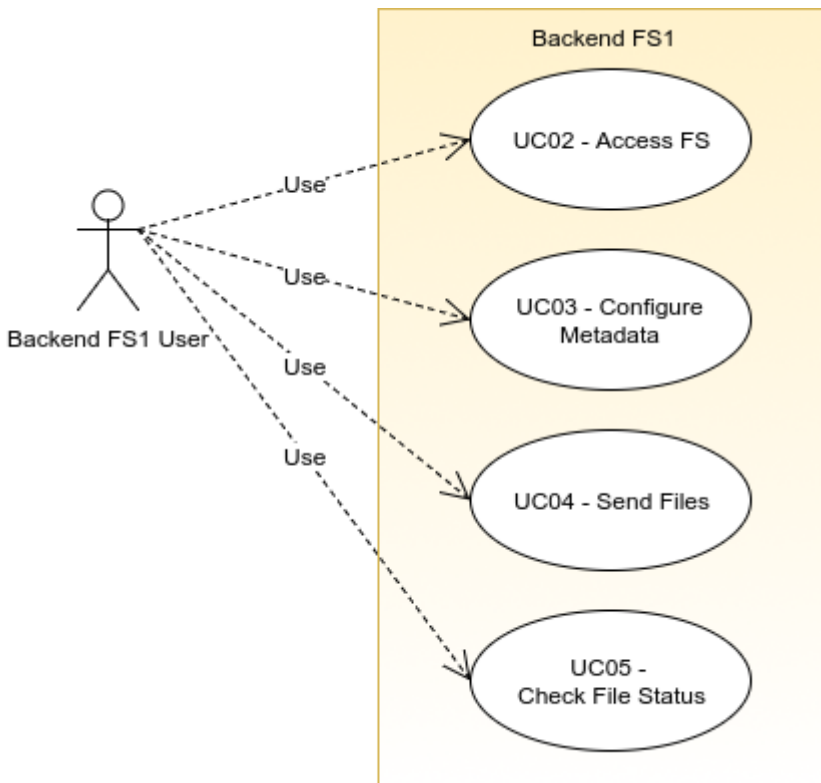 Backend FS1
UC02 - Access FS
Use
Use
UC03 - Configure
Metadata
Backend FS1 User
Use
Use
UC04 - Send Files
UC05 -
Check File Status